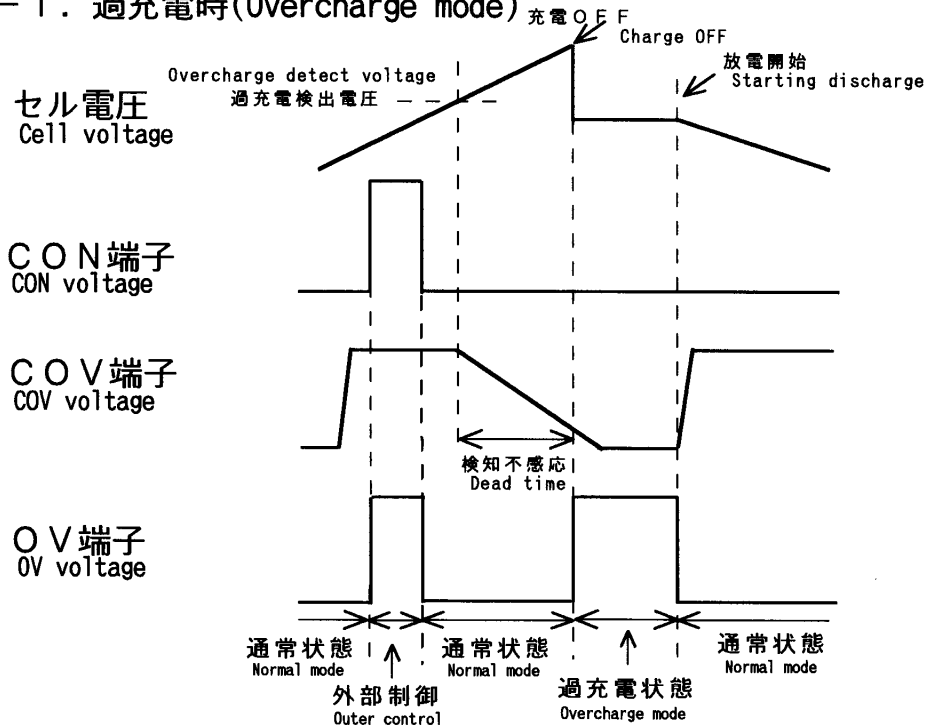 －１．過充電時(Overcharge mode)
充電ＯＦＦ
Charge OFF
放電開始
Starting discharge
Overcharge detect voltage
過充電検出電圧
セル電圧
Cell voltage
ＣＯＮ端子
CON voltage
ＣＯＶ端子
COV voltage
検知不感応
Dead time
ＯＶ端子
OV voltage
通常状態
Normal mode
通常状態
Normal mode
通常状態
Normal mode
外部制御
Outer control
過充電状態
Overcharge mode